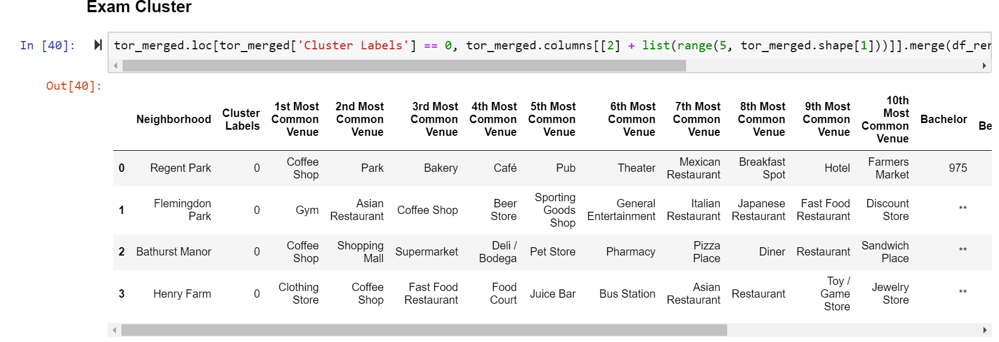 Exam Cluster
In [40]: tor_merged.loc[tor_merged['Cluster Labels'] == 0, tor_merged.columns[[2] + list(range(5, tor_merged.shape[1]))]].merge(df_rer
Out[40]:
Neighborhood Cluster Labels 1st Most Common Venue 2nd Most Common Venue 3rd Most Common Venue 4th Most Common Venue 5th Most Common Venue 6th Most Common Venue 7th Most Common Venue 8th Most Common Venue 9th Most Common Venue 10th Most Common Venue Bachelor Be
0 Regent Park 0 Coffee Shop Park Bakery Café Pub Theater Mexican Restaurant Breakfast Spot Hotel Farmers Market 975
1 Flemingdon Park 0 Gym Asian Restaurant Coffee Shop Beer Store Sporting Goods Shop General Entertainment Italian Restaurant Japanese Restaurant Fast Food Restaurant Discount Store **
2 Bathurst Manor 0 Coffee Shop Shopping Mall Supermarket Deli / Bodega Pet Store Pharmacy Pizza Place Diner Restaurant Sandwich Place **
3 Henry Farm 0 Clothing Store Coffee Shop Fast Food Restaurant Food Court Juice Bar Bus Station Asian Restaurant Restaurant Toy / Game Store Jewelry Store **